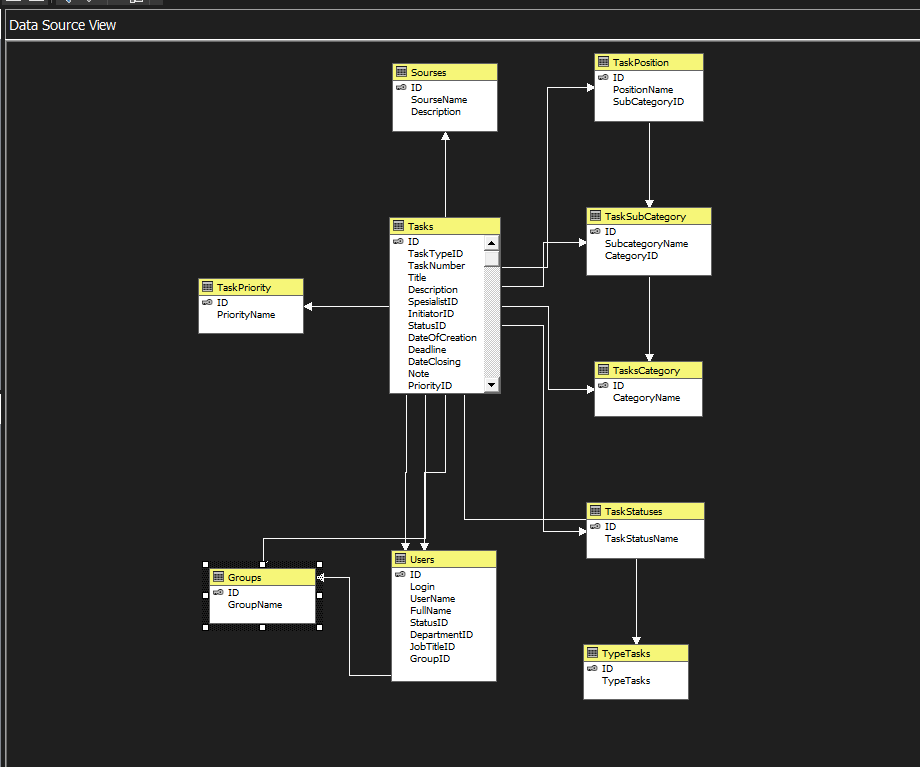 Data Source View
Sourses
ID
SourseName
Description
TaskPosition
ID
PositionName
SubCategoryID
Tasks
ID
TaskTypeID
TaskNumber
Title
Description
SpesialistID
InitiatorID
StatusID
DateOfCreation
Deadline
DateClosing
Note
PriorityID
TaskSubCategory
ID
SubcategoryName
CategoryID
TaskPriority
ID
PriorityName
TasksCategory
ID
CategoryName
TaskStatuses
ID
TaskStatusName
Groups
ID
GroupName
Users
ID
Login
UserName
FullName
StatusID
DepartmentID
JobTitleID
GroupID
TypeTasks
ID
TypeTasks